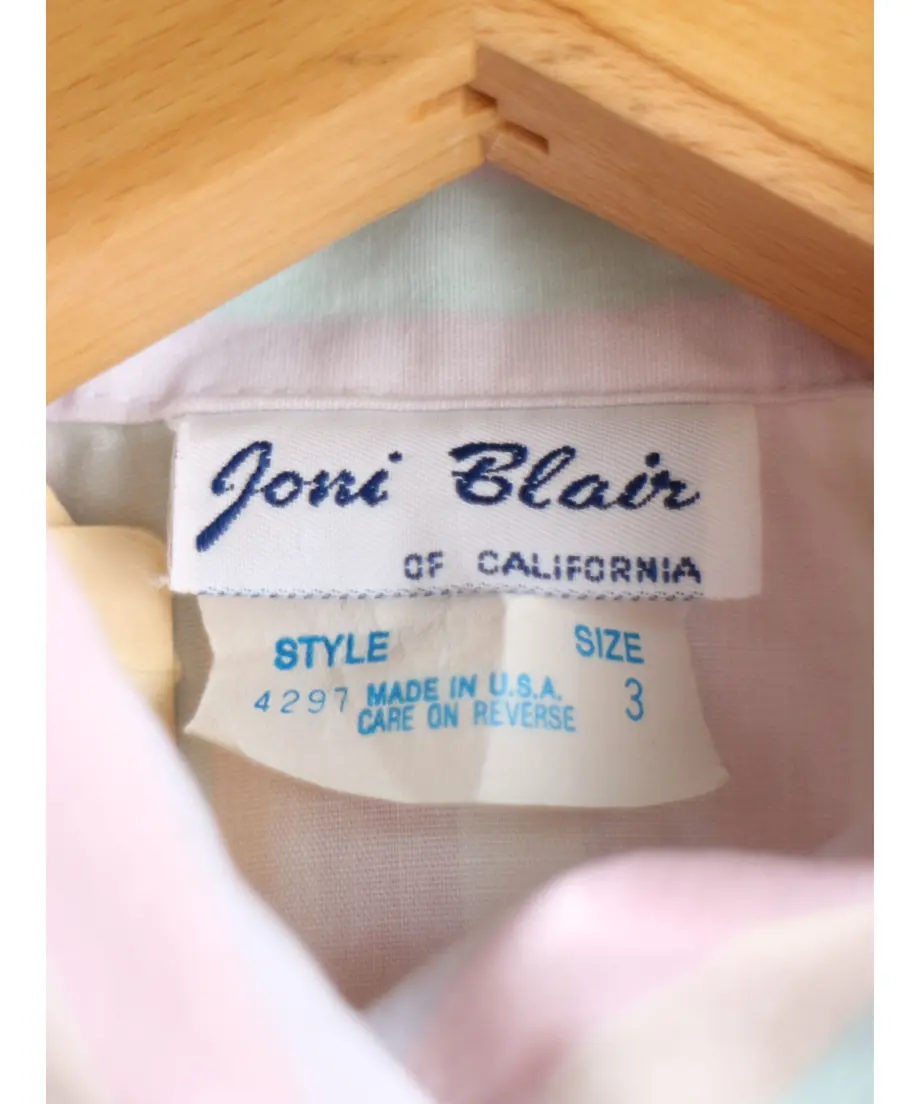 Joni Blair
OF CALIFORNIA
STYLE SIZE
4297 MADE IN U.S.A. 3
CARE ON REVERSE